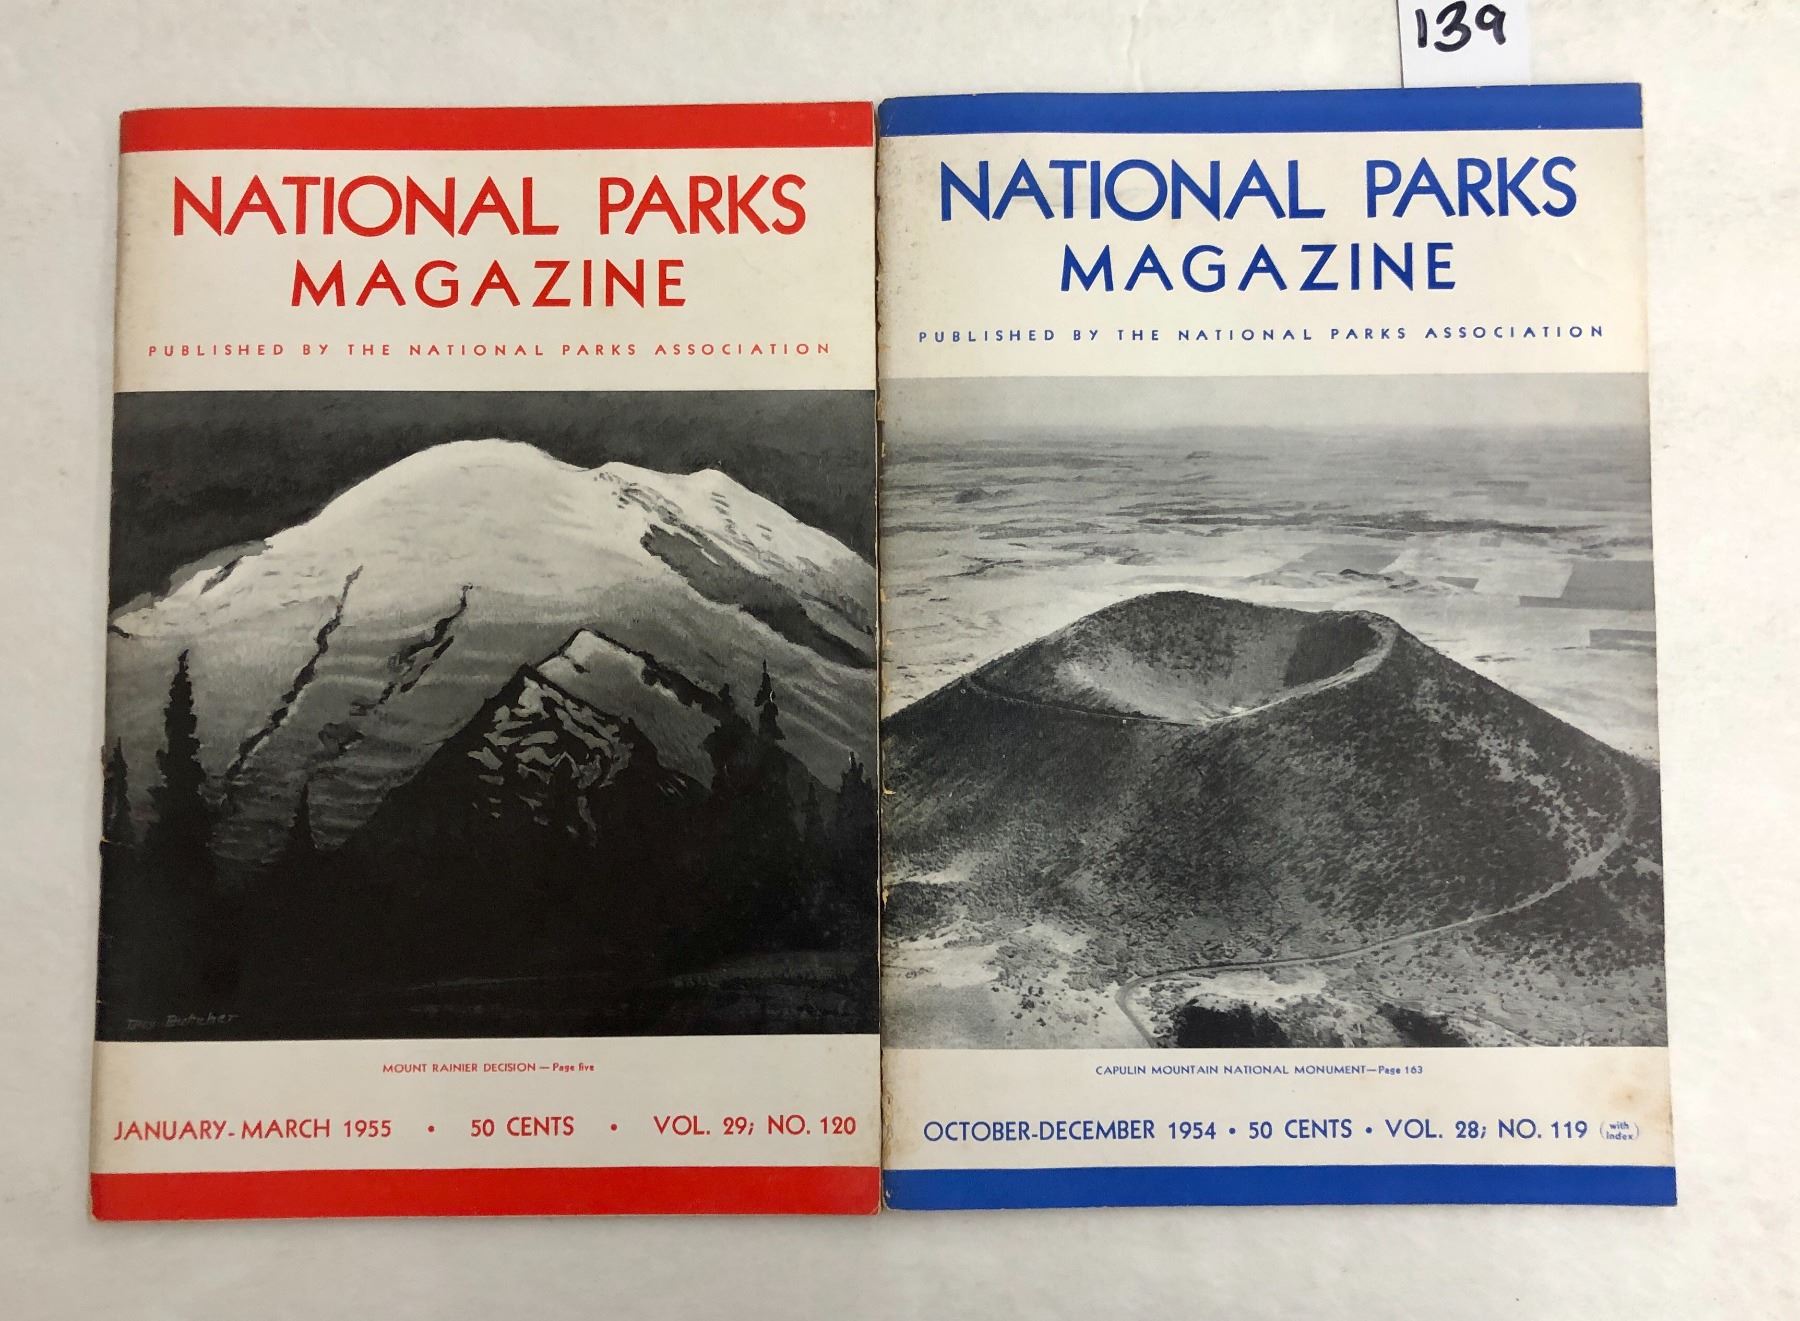 139
NATIONAL PARKS
MAGAZINE
PUBLISHED BY THE NATIONAL PARKS ASSOCIATION
Butcher
MOUNT RAINIER DECISION — Page five
JANUARY-MARCH 1955 • 50 CENTS • VOL. 29; NO. 120
NATIONAL PARKS
MAGAZINE
PUBLISHED BY THE NATIONAL PARKS ASSOCIATION
CAPULIN MOUNTAIN NATIONAL MONUMENT—Page 163
OCTOBER-DECEMBER 1954 • 50 CENTS • VOL. 28; NO. 119 (with Index)